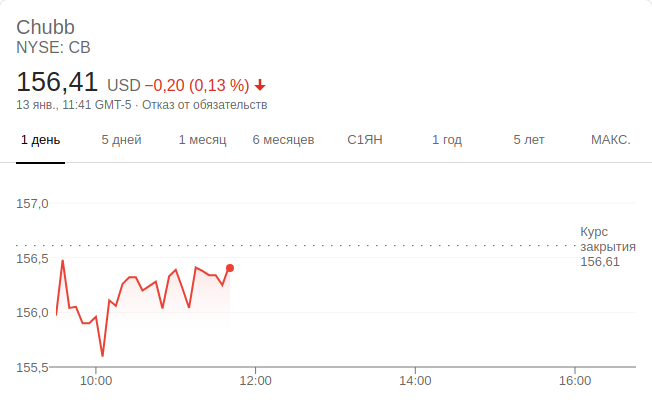 Chubb
NYSE: CB
156,41 USD −0,20 (0,13 %)
13 янв., 11:41 GMT-5 · Отказ от обязательств
1 день 5 дней 1 месяц 6 месяцев С1ЯН 1 год 5 лет МАКС.
157,0
Курс
закрытия
156,61
156,5
156,0
155,5
10:00 12:00 14:00 16:00